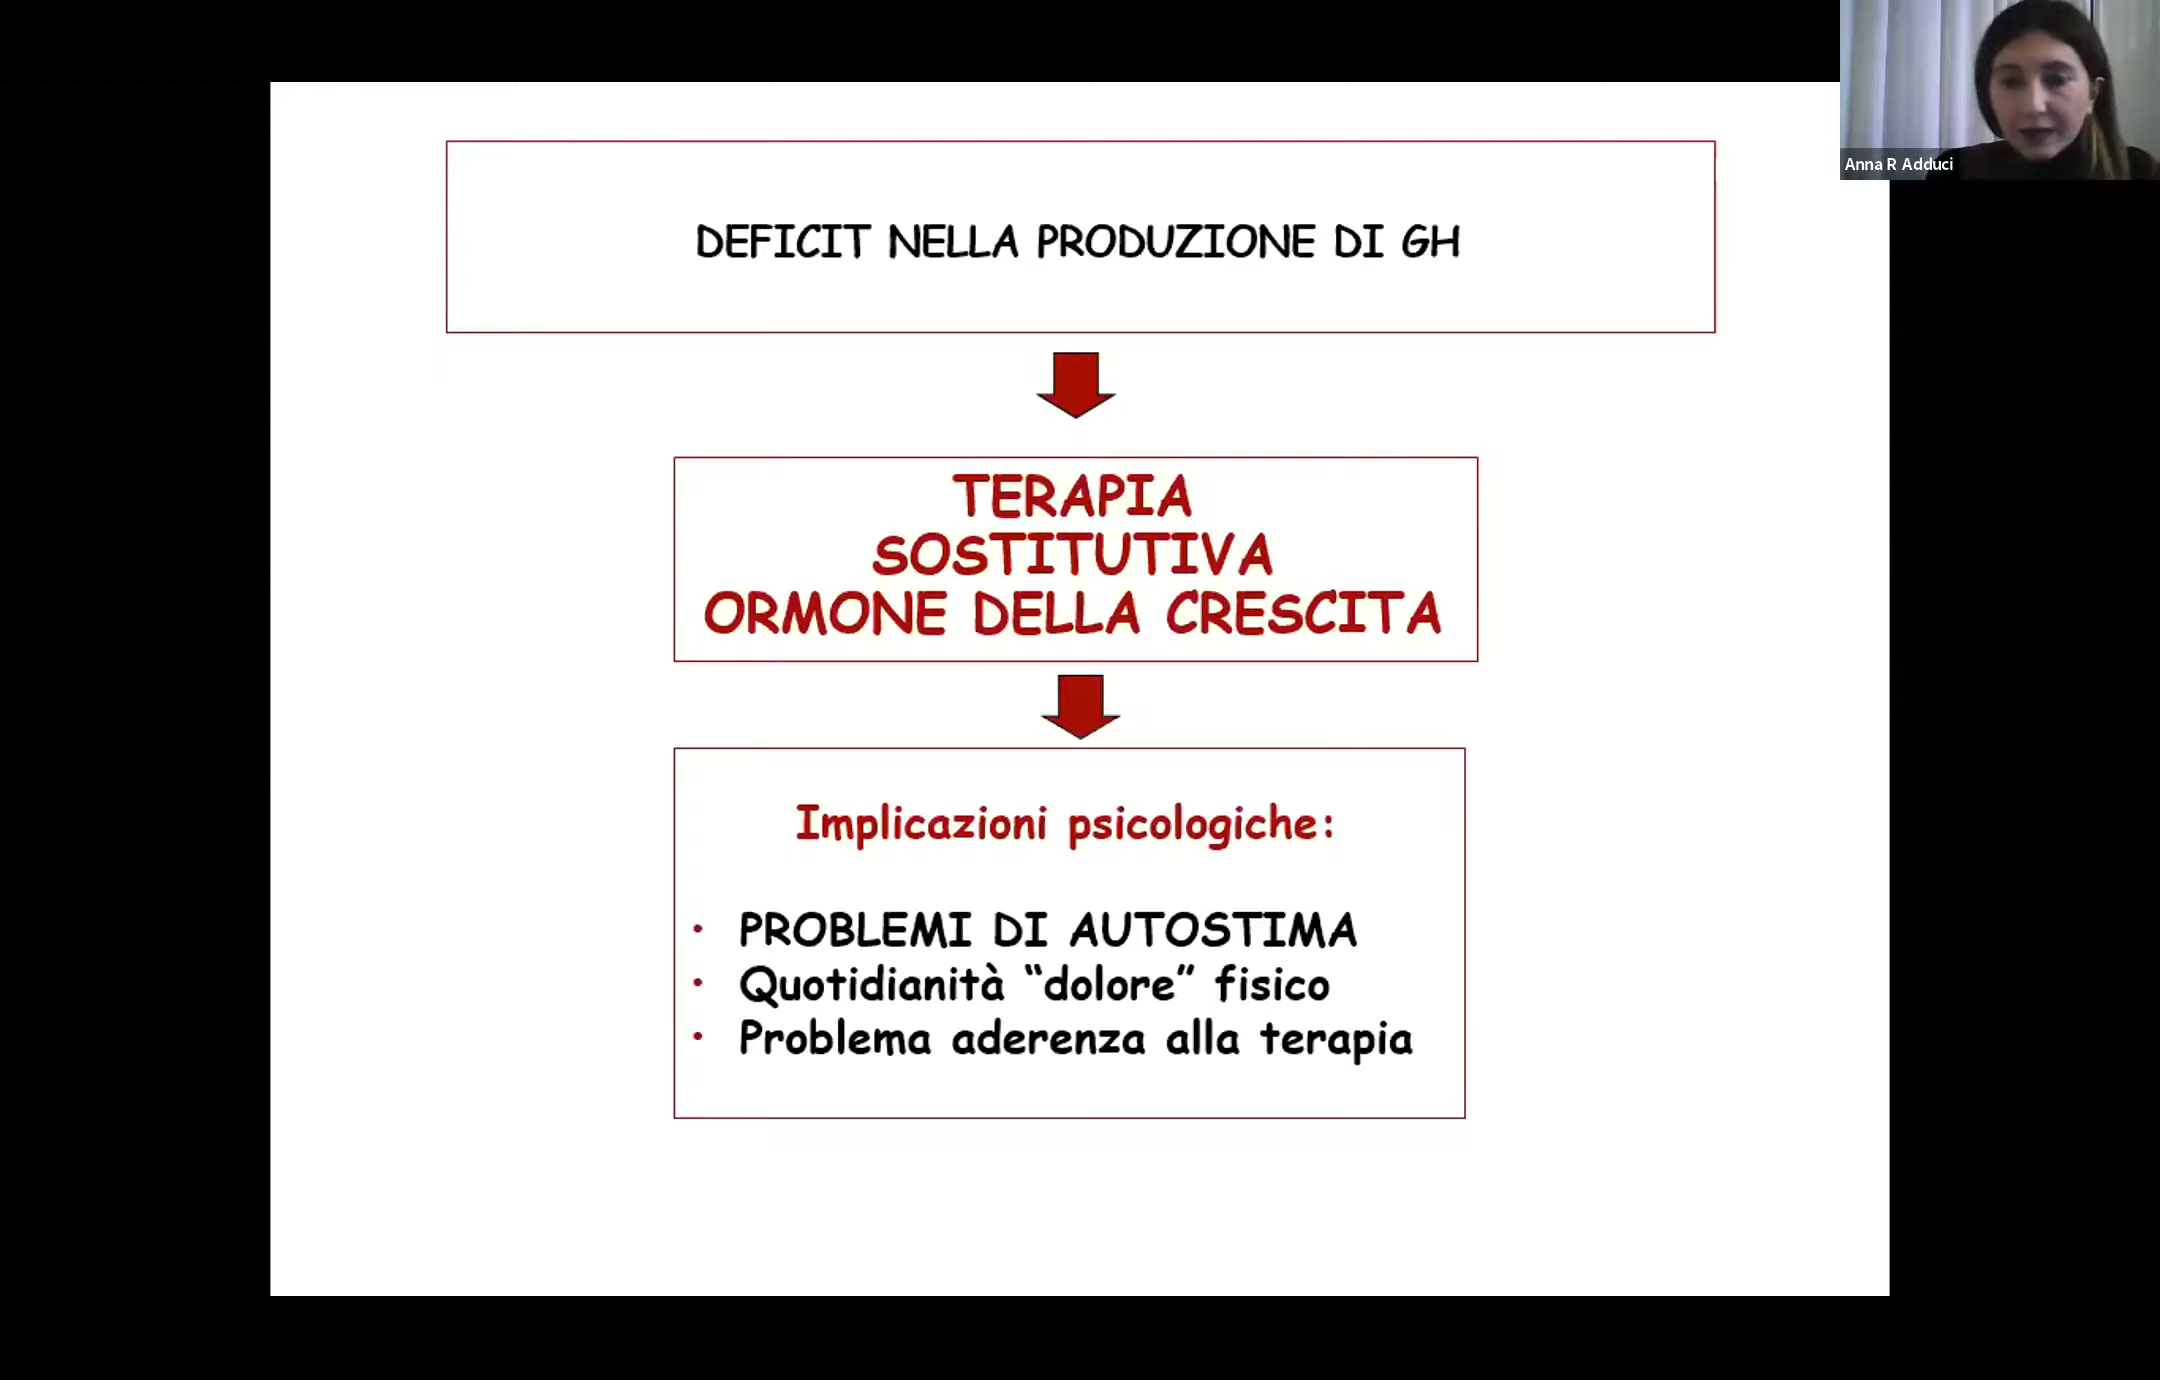 Anna R Adduci
DEFICIT NELLA PRODUZIONE DI GH
TERAPIA
SOSTITUTIVA
ORMONE DELLA CRESCITA
Implicazioni psicologiche:
• PROBLEMI DI AUTOSTIMA
• Quotidianità “dolore” fisico
• Problema aderenza alla terapia